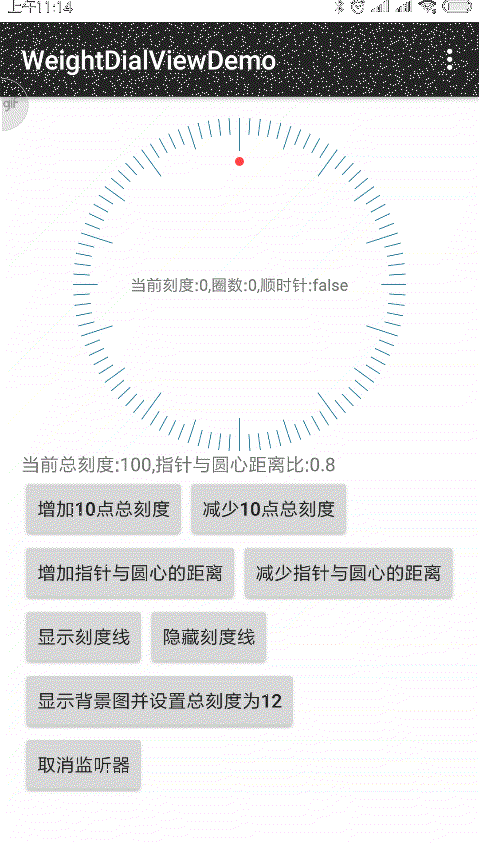 上午11:14
WeightDialViewDemo
GIF
当前刻度:0,圈数:0,顺时针:false
当前总刻度:100,指针与圆心距离比:0.8
增加10点总刻度 减少10点总刻度
增加指针与圆心的距离 减少指针与圆心的距离
显示刻度线 隐藏刻度线
显示背景图并设置总刻度为12
取消监听器